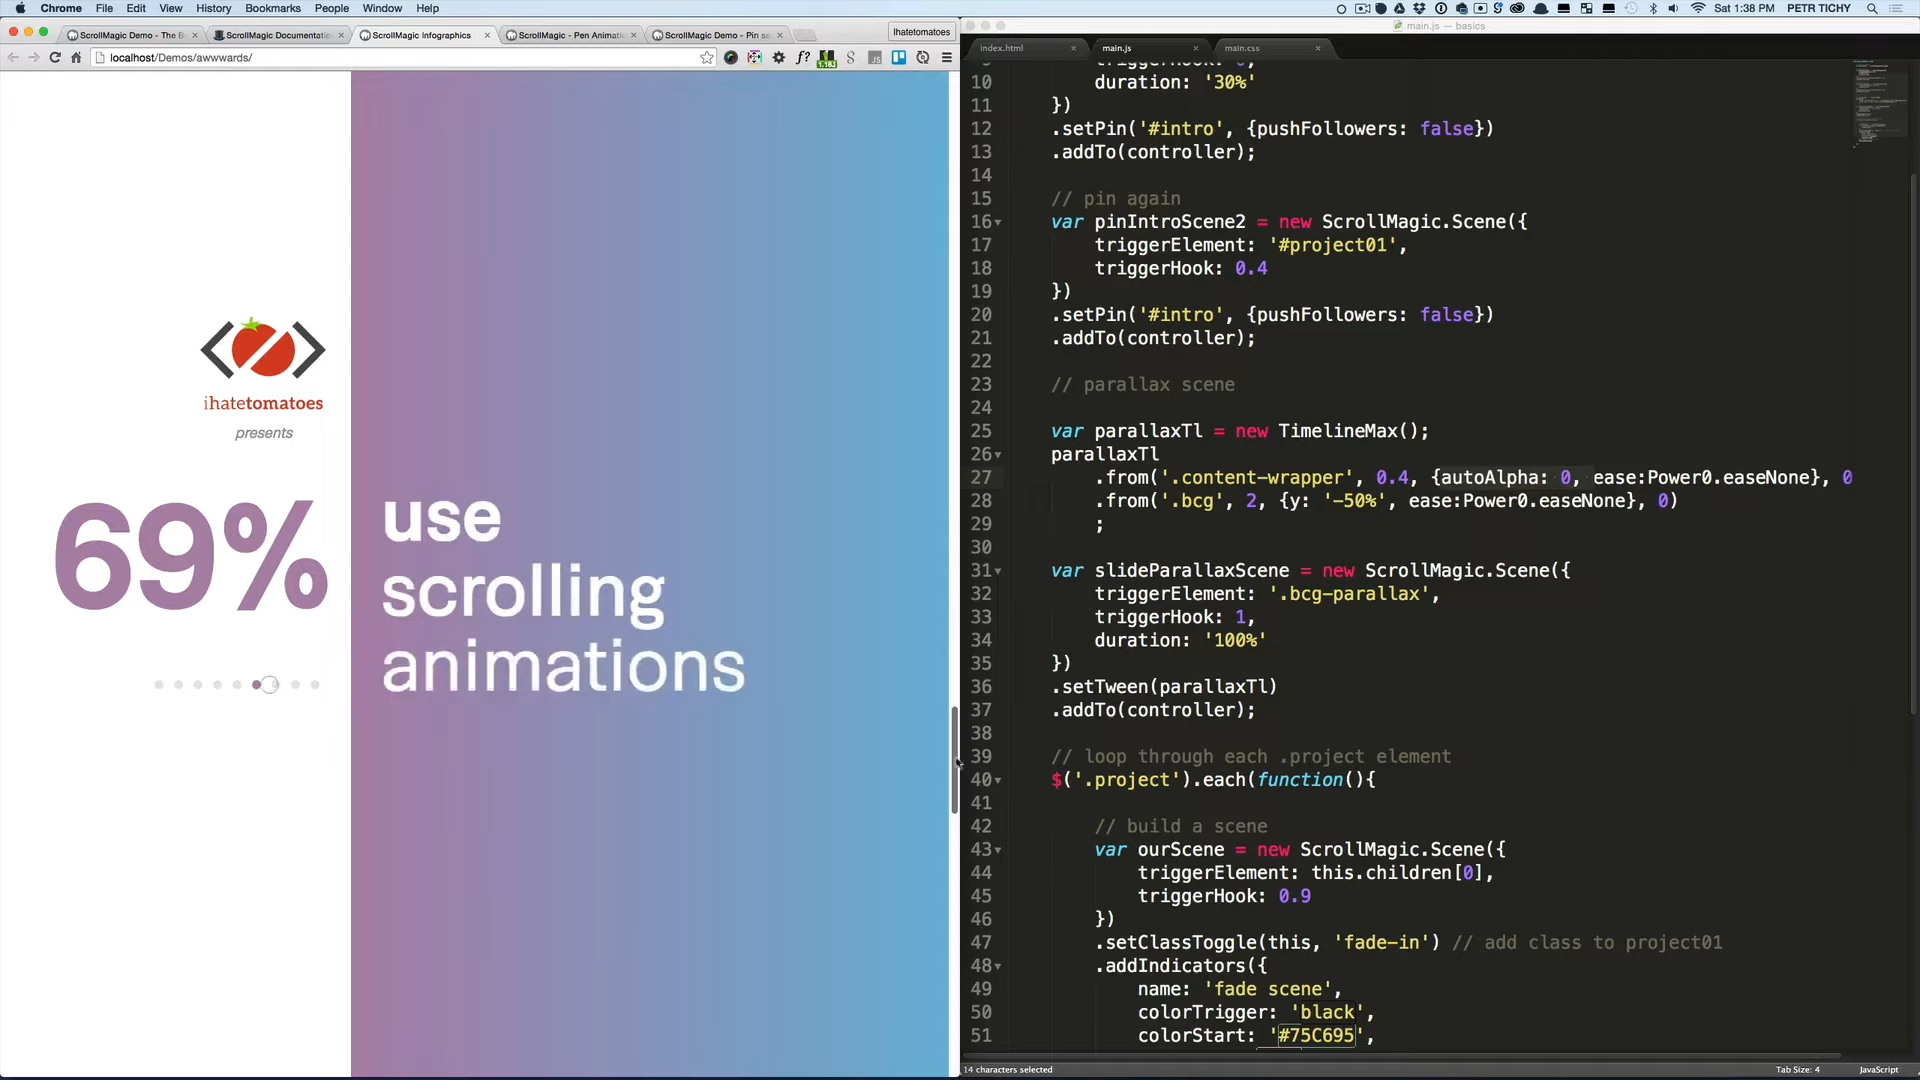 Chrome File Edit View History Bookmarks People Window Help
Sat 1:38 PM PETR TICHY
ScrollMagic Demo - The B
ScrollMagic Documentatio
ScrollMagic Infographics
ScrollMagic - Pen Animatio
ScrollMagic Demo - Pin se
Ihatetomatoes
localhost/Demos/awwwards/
ihatetomatoes
presents
69%
use
scrolling
animations
main.js — basics
index.html
main.js
main.css
10 duration: '30%'
11 })
12 .setPin('#intro', {pushFollowers: false})
13 .addTo(controller);
14
15 // pin again
16 var pinIntroScene2 = new ScrollMagic.Scene({
17 triggerElement: '#project01',
18 triggerHook: 0.4
19 })
20 .setPin('#intro', {pushFollowers: false})
21 .addTo(controller);
22
23 // parallax scene
24
25 var parallaxTl = new TimelineMax();
26 parallaxTl
27 .from('.content-wrapper', 0.4, {autoAlpha: 0, ease:Power0.easeNone}, 0
28 .from('.bcg', 2, {y: '-50%', ease:Power0.easeNone}, 0)
29 ;
30
31 var slideParallaxScene = new ScrollMagic.Scene({
32 triggerElement: '.bcg-parallax',
33 triggerHook: 1,
34 duration: '100%'
35 })
36 .setTween(parallaxTl)
37 .addTo(controller);
38
39 // loop through each .project element
40 $('.project').each(function(){
41
42 // build a scene
43 var ourScene = new ScrollMagic.Scene({
44 triggerElement: this.children[0],
45 triggerHook: 0.9
46 })
47 .setClassToggle(this, 'fade-in') // add class to project01
48 .addIndicators({
49 name: 'fade scene',
50 colorTrigger: 'black',
51 colorStart: '#75C695',
14 characters selected
Tab Size: 4
JavaScript